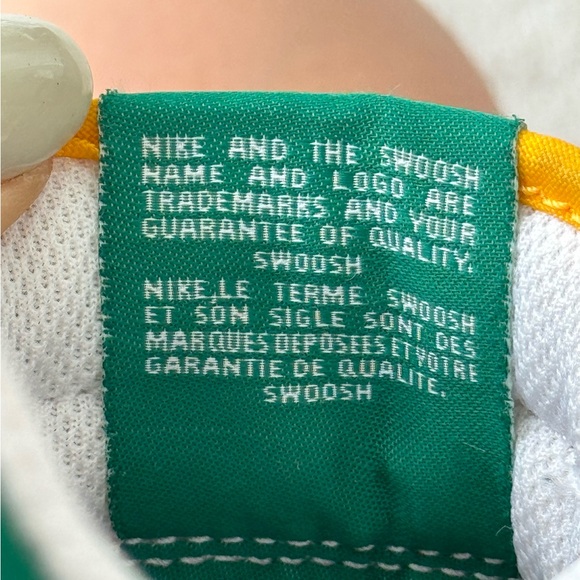 NIKE AND THE SWOOSH
NAME AND LOGO ARE
TRADEMARKS AND YOUR
GUARANTEE OF QUALITY.
SWOOSH
NIKE,LE TERME SWOOSH
ET SON SIGLE SONT DES
MARQUES DEPOSEES ET VOTRE
GARANTIE DE QUALITE.
SWOOSH